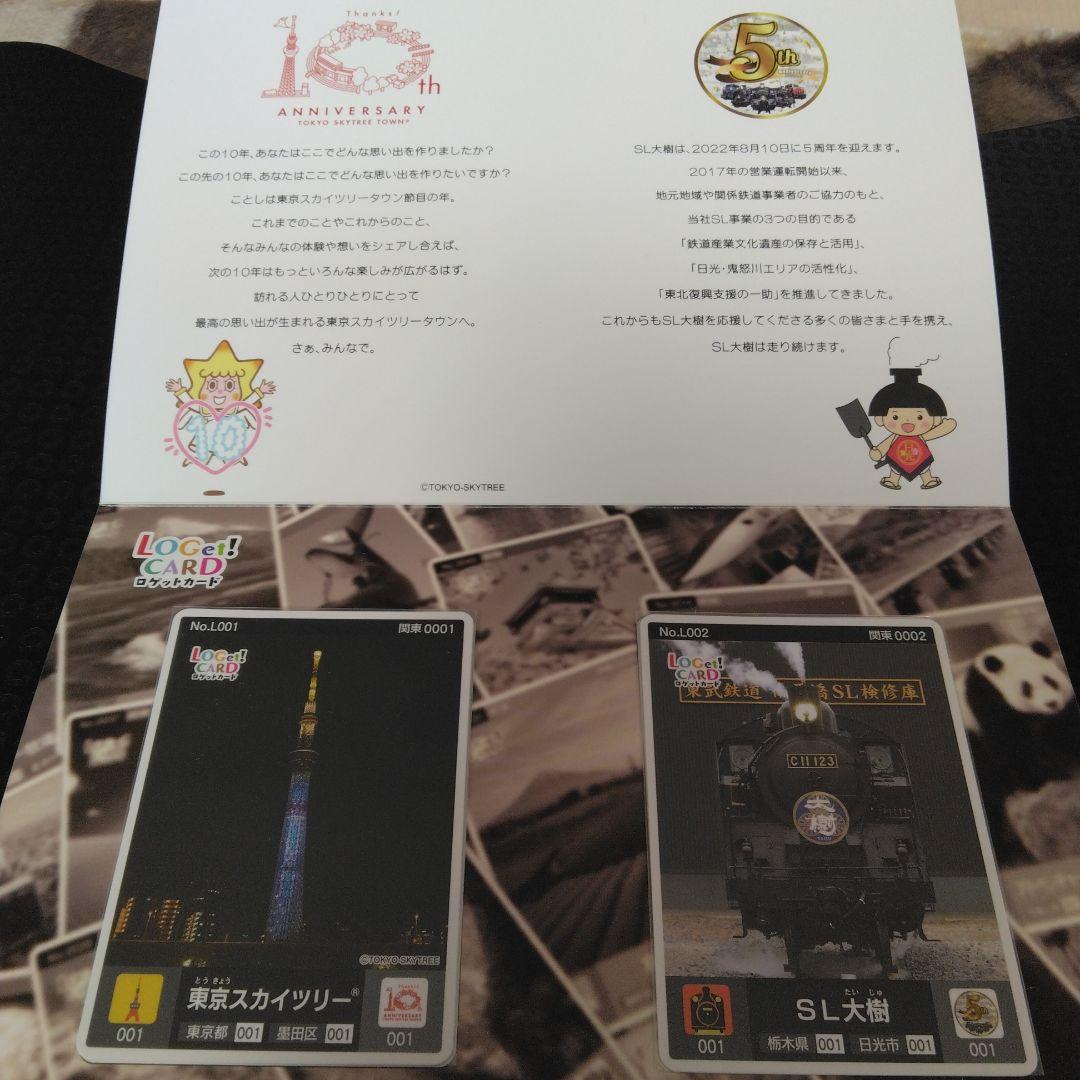 Thanks!
10th
ANNIVERSARY
TOKYO SKYTREE TOWN®
この10年、あなたはここでどんな思い出を作りましたか?
この先の10年、あなたはここでどんな思い出を作りたいですか?
ことしは東京スカイツリータウン節目の年。
これまでのことやこれからのこと、
そんなみんなの体験や想いをシェアし合えば、
次の10年はもっといろんな楽しみが広がるはず。
訪れる人ひとりひとりにとって
最高の思い出が生まれる東京スカイツリータウンへ。
さぁ、みんなで。
10
©TOKYO-SKYTREE
5th
SL大樹は、2022年8月10日に5周年を迎えます。
2017年の営業運転開始以来、
地元地域や関係鉄道事業者のご協力のもと、
当社SL事業の3つの目的である
「鉄道産業文化遺産の保存と活用」、
「日光・鬼怒川エリアの活性化」、
「東北復興支援の一助」を推進してきました。
これからもSL大樹を応援してくださる多くの皆さまと手を携え、
SL大樹は走り続けます。
LOGet!
CARD
ロゲットカード
No.L001
関東 0001
LOGet!
CARD
ロゲットカード
©TOKYO-SKYTREE
とうきょう
東京スカイツリー®
東京都 001 墨田区 001
001
10th
ANNIVERSARY
001
No.L002
関東 0002
LOGet!
CARD
ロゲットカード
東武鉄道 橋SL検修庫
C11 123
大樹
たいじゅ
SL大樹
栃木県 001 日光市 001
001
5th
001